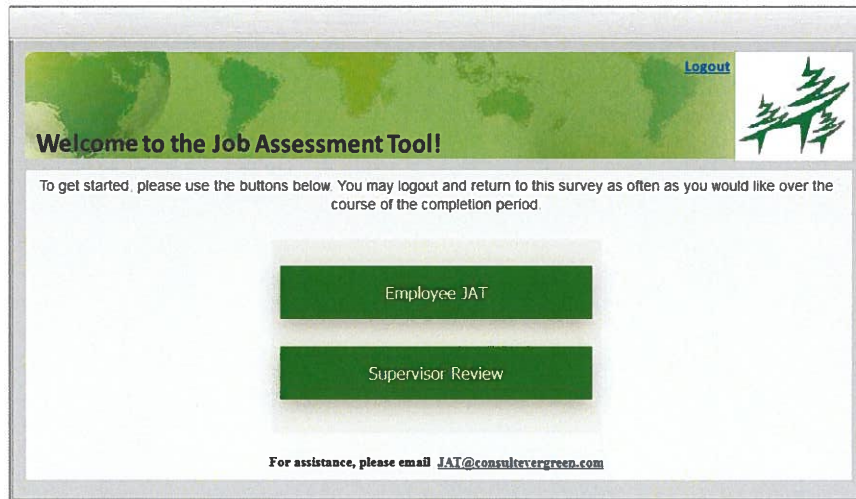 Logout
Welcome to the Job Assessment Tool!
To get started, please use the buttons below. You may logout and return to this survey as often as you would like over the
course of the completion period.
Employee JAT
Supervisor Review
For assistance, please email JAT@consultevergreen.com